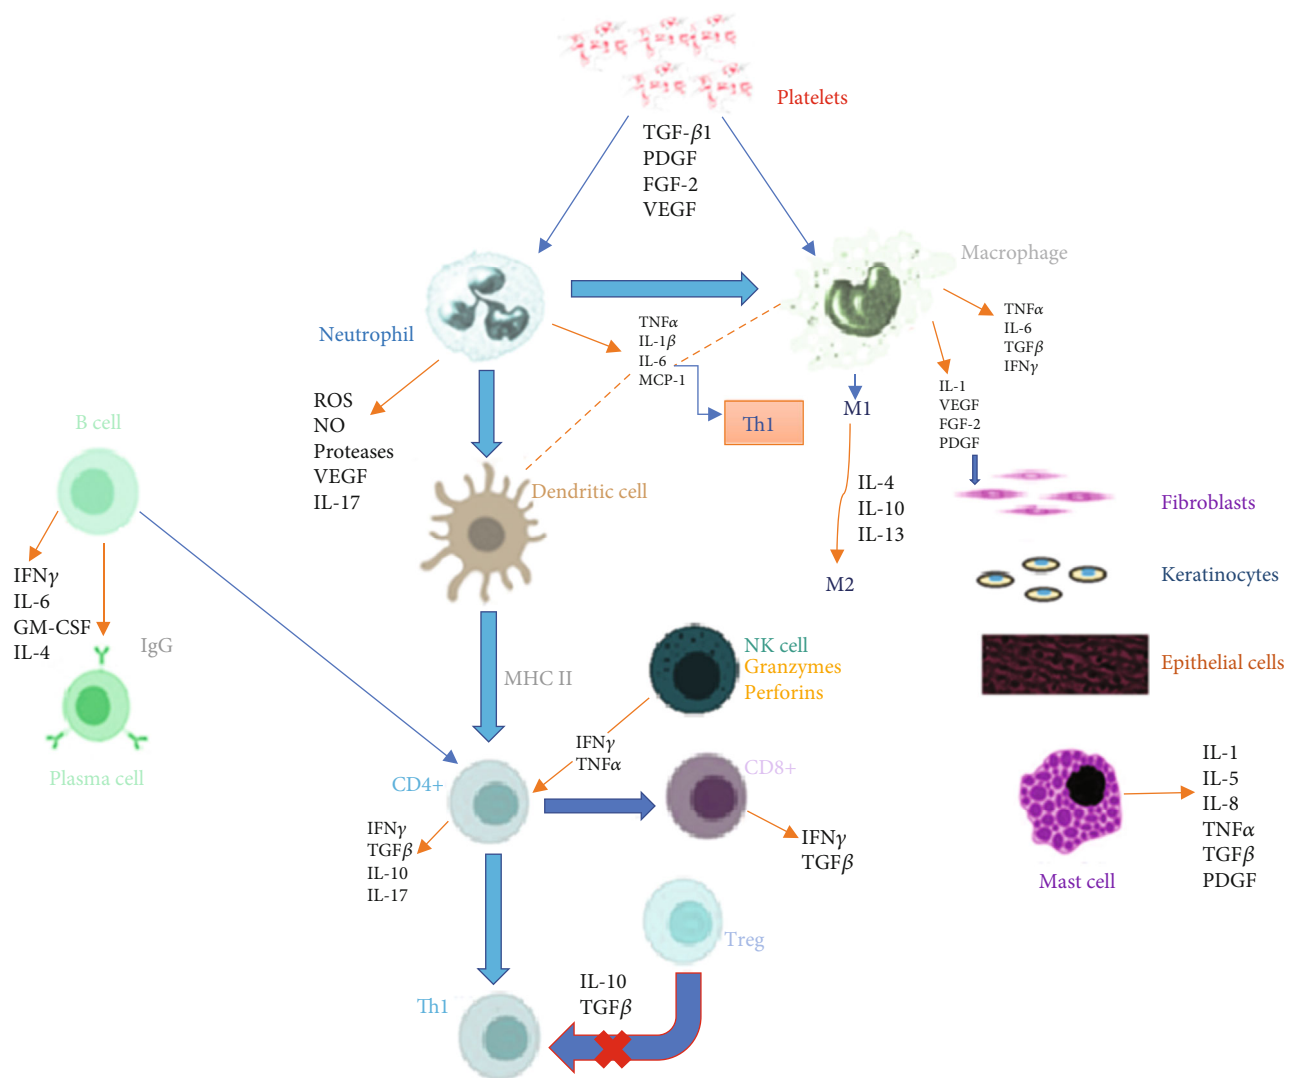 Platelets
TGF-β1
PDGF
FGF-2
VEGF
Macrophage
Neutrophil
TNFα
IL-1β
IL-6
MCP-1
TNFα
IL-6
TGFβ
IFNγ
ROS
NO
Proteases
VEGF
IL-17
Th1
M1
IL-1
VEGF
FGF-2
PDGF
B cell
Dendritic cell
IL-4
IL-10
IL-13
M2
Fibroblasts
Keratinocytes
Epithelial cells
IFNγ
IL-6
GM-CSF
IL-4
IgG
Plasma cell
MHC II
NK cell
Granzymes
Perforins
IFNγ
TNFα
CD4+
CD8+
IFNγ
TGFβ
IL-10
IL-17
IFNγ
TGFβ
Mast cell
IL-1
IL-5
IL-8
TNFα
TGFβ
PDGF
Treg
IL-10
TGFβ
Th1